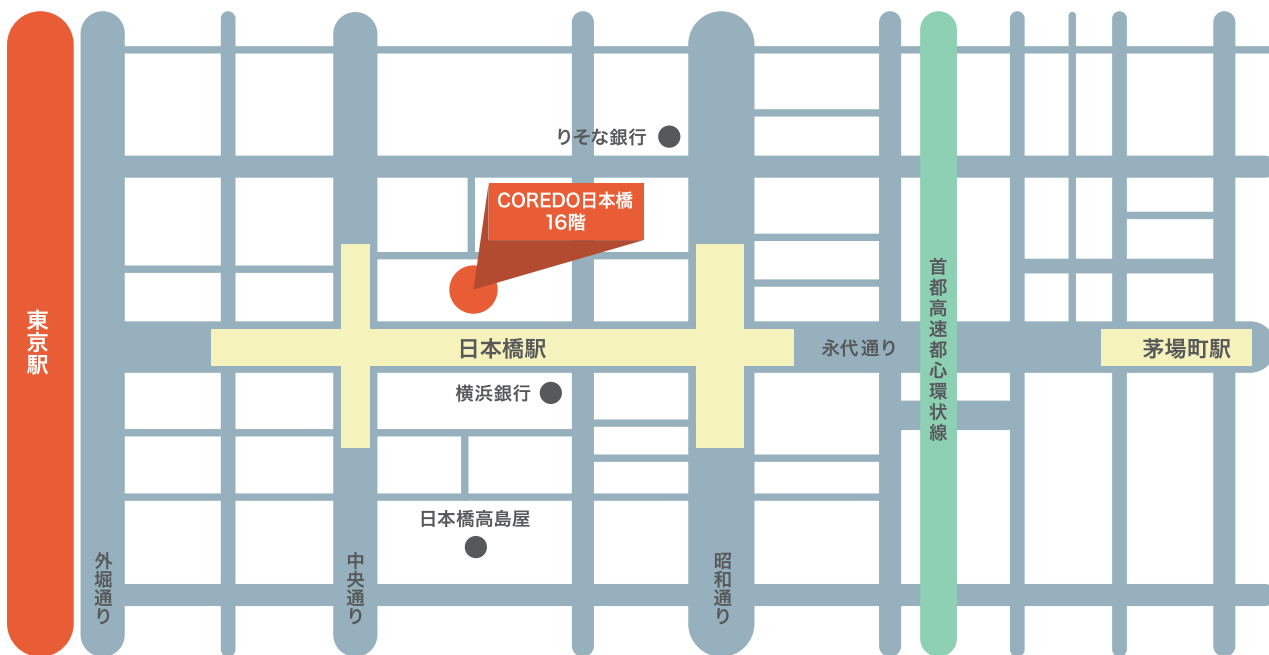 りそな銀行
COREDO日本橋
16階
東京駅
首都高速都心環状線
日本橋駅
永代通り
茅場町駅
横浜銀行
日本橋高島屋
外堀通り
中央通り
昭和通り